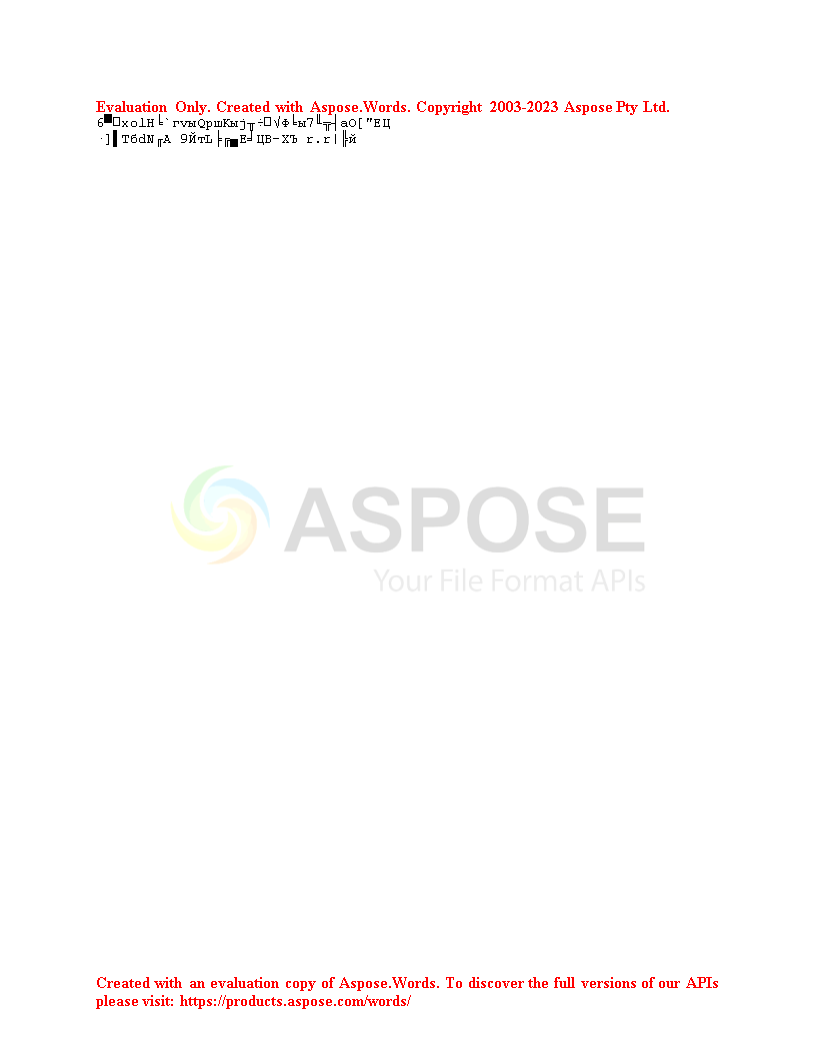 Evaluation Only. Created with Aspose.Words. Copyright 2003-2023 Aspose Pty Ltd.
6▀□xolH╘`rvыQpшKыj╥÷□√Ф╘ы7╨╦┤aO["EЦ
·]▌TбdN╓A 9ЙтL╞╔▄E╛ЦB-XЪ r.r|╟й
ASPOSE
Your File Format APIs
Created with an evaluation copy of Aspose.Words. To discover the full versions of our APIs
please visit: https://products.aspose.com/words/